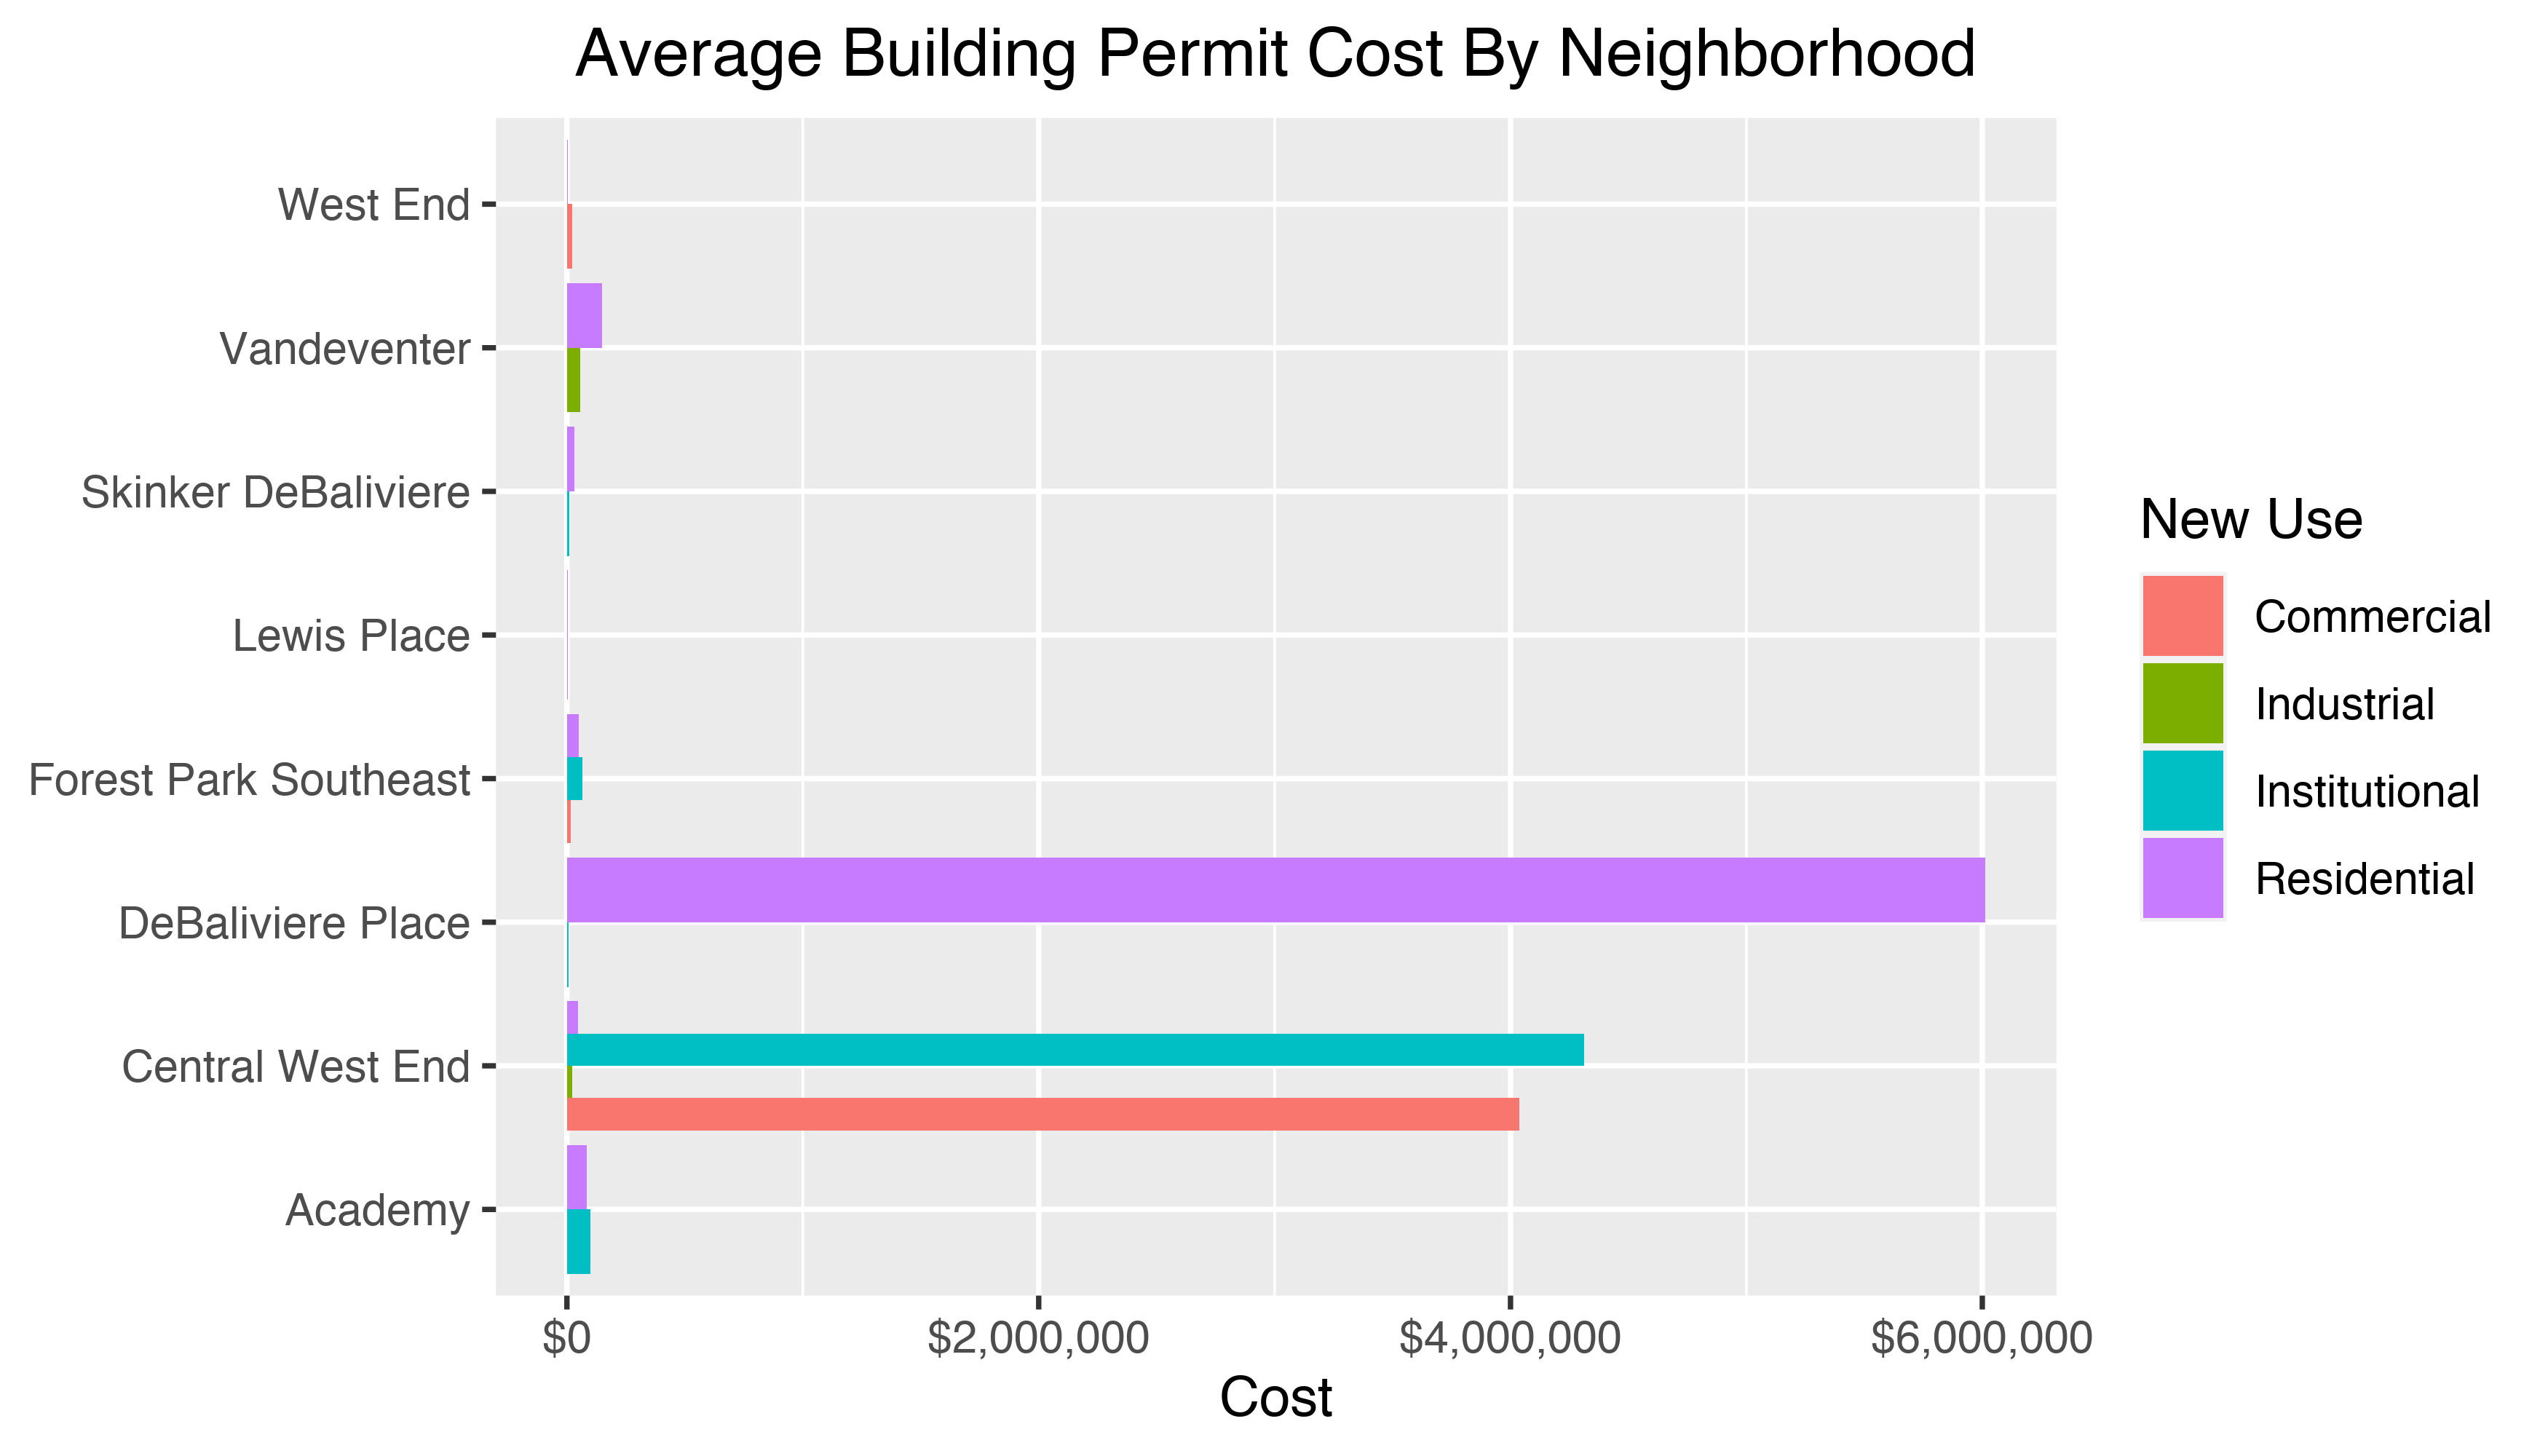 Average Building Permit Cost By Neighborhood
West End
Vandeventer
Skinker DeBaliviere
Lewis Place
Forest Park Southeast
DeBaliviere Place
Central West End
Academy
$0
$2,000,000
$4,000,000
$6,000,000
Cost
New Use
Commercial
Industrial
Institutional
Residential